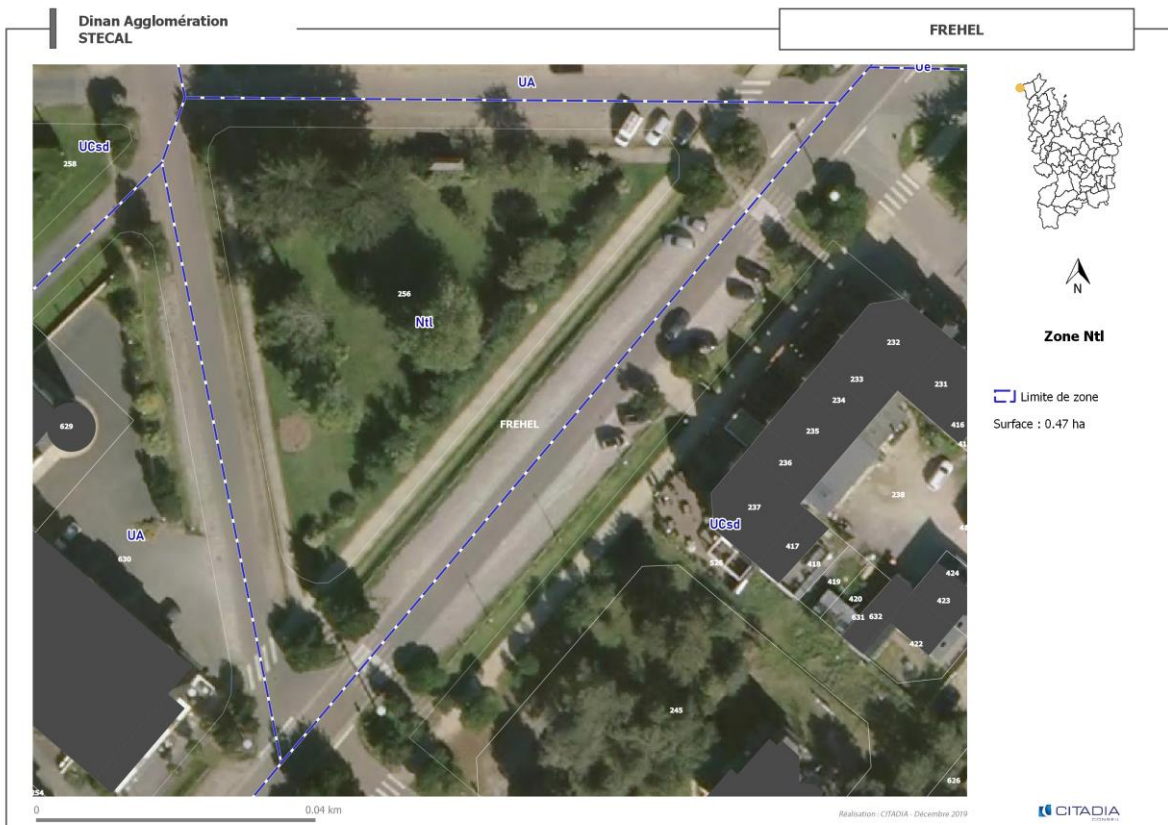 Dinan Agglomération
STECAL
FREHEL
UA
Ue
UCsd
258
256
Ntl
N
Zone Ntl
Limite de zone
Surface : 0.47 ha
232
233
231
234
416
235
629
FREHEL
236
238
237
UCsd
UA
630
417
418
419
420
424
423
631
632
422
245
626
254
0
0.04 km
Réalisation : CITADIA - Décembre 2019
CITADIA
CONSEIL